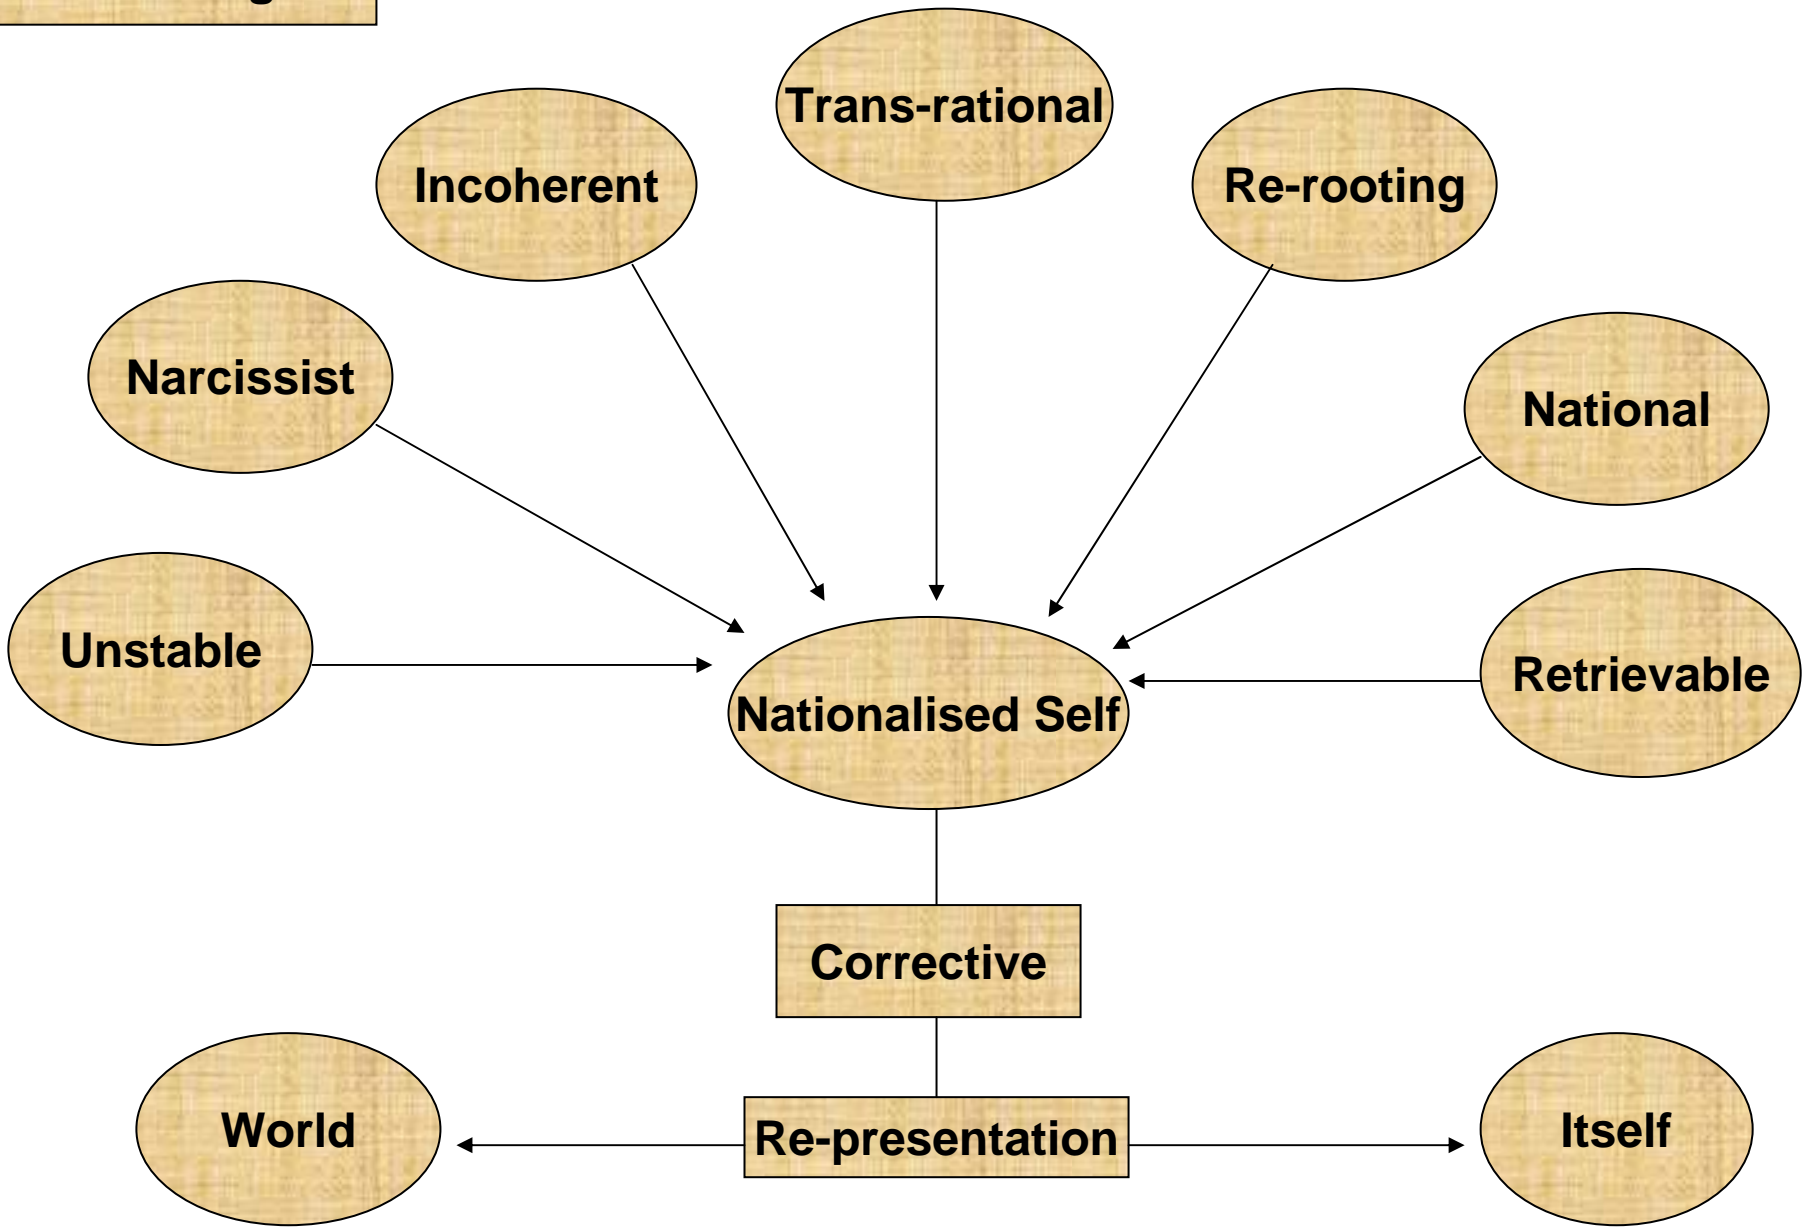 Trans-rational
Incoherent
Re-rooting
Narcissist
National
Unstable
Retrievable
Nationalised Self
Corrective
World
Re-presentation
Itself